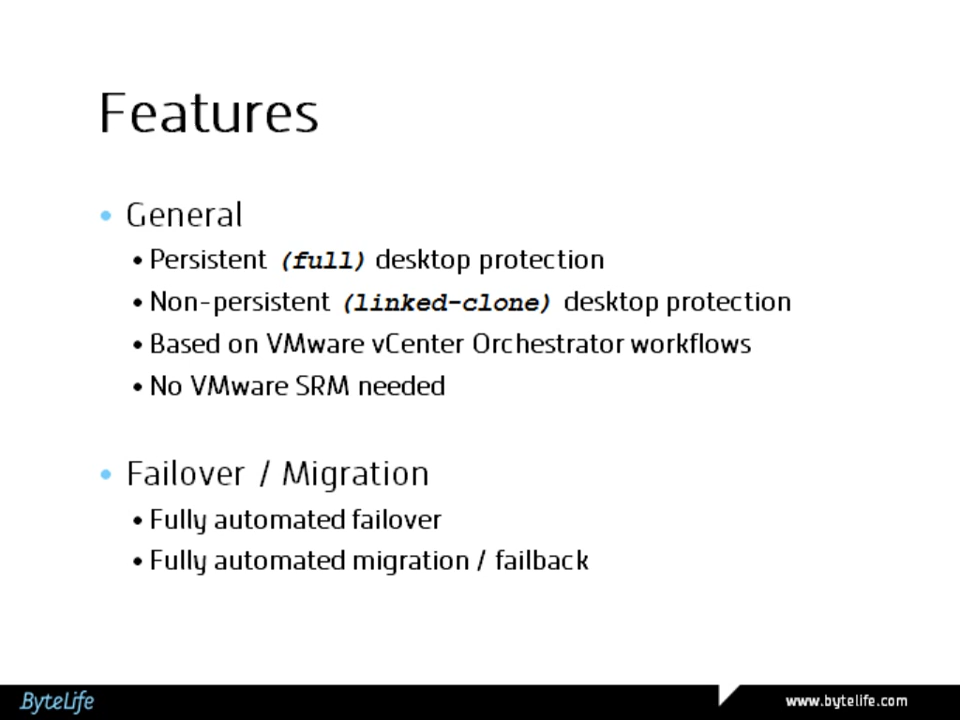 Features
• General
• Persistent (full) desktop protection
• Non-persistent (linked-clone) desktop protection
• Based on VMware vCenter Orchestrator workflows
• No VMware SRM needed
• Failover / Migration
• Fully automated failover
• Fully automated migration / failback
ByteLife
www.bytelife.com